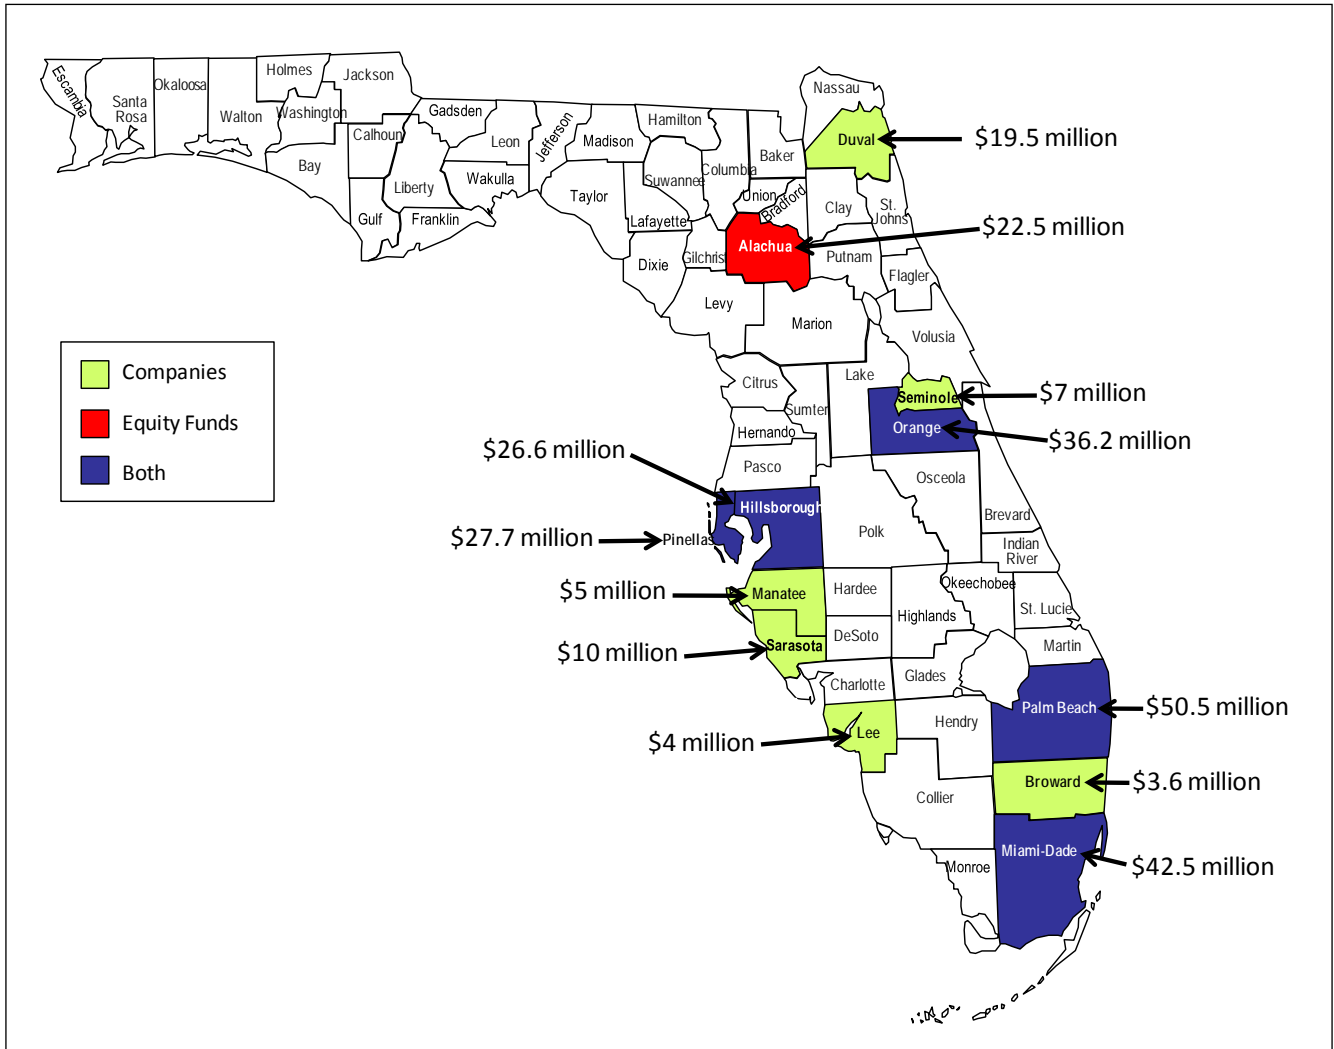 Escambia
Santa
Rosa
Okaloosa
Walton
Holmes
Washington
Jackson
Bay
Calhoun
Gulf
Liberty
Gadsden
Franklin
Leon
Wakulla
Jefferson
Madison
Taylor
Hamilton
Suwannee
Lafayette
Dixie
Columbia
Gilchrist
Levy
Baker
Union
Bradford
Nassau
Duval
$19.5 million
Clay
St.
Johns
Alachua
$22.5 million
Putnam
Flagler
Marion
Volusia
Companies
Equity Funds
Both
Citrus
Lake
Sumter
Hernando
Pasco
Seminole
$7 million
Orange
$36.2 million
$26.6 million
Hillsborough
$27.7 million
Pinellas
Polk
Osceola
Brevard
Indian
River
$5 million
Manatee
Hardee
Highlands
Okeechobee
St. Lucie
$10 million
Sarasota
DeSoto
Martin
Charlotte
Glades
Palm Beach
$50.5 million
$4 million
Lee
Hendry
Broward
$3.6 million
Collier
Miami-Dade
$42.5 million
Monroe